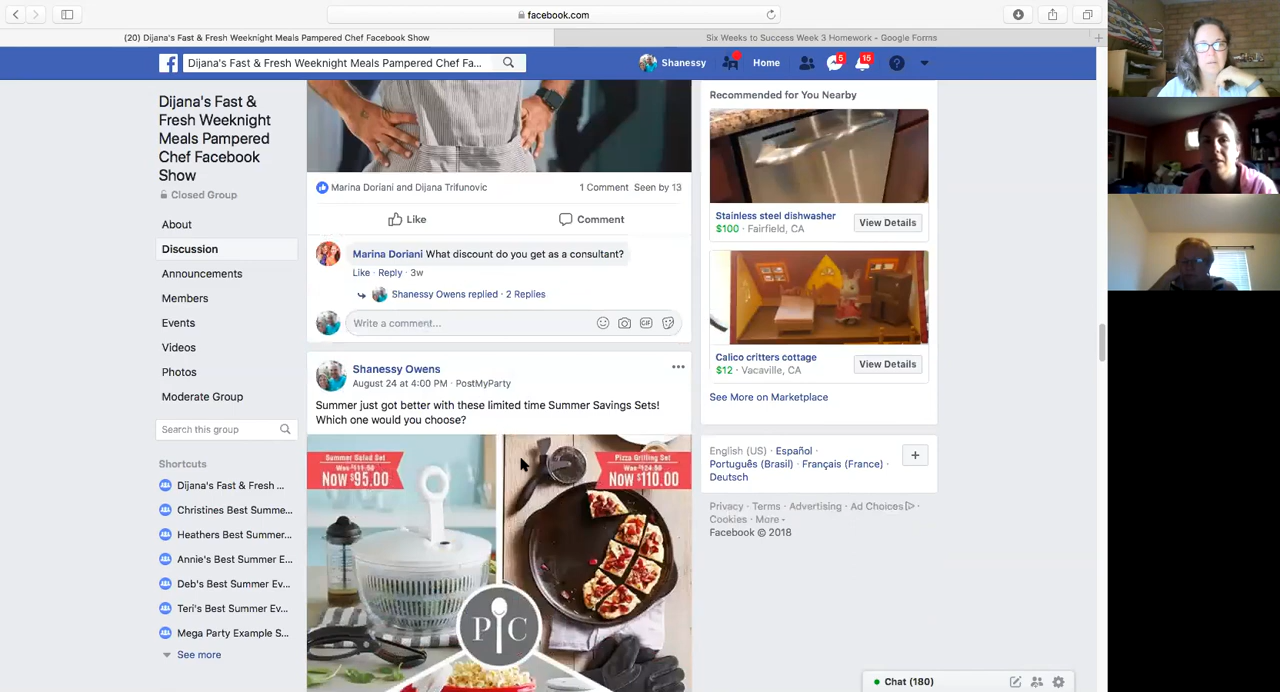 facebook.com
(20) Dijana's Fast & Fresh Weeknight Meals Pampered Chef Facebook Show
Six Weeks to Success Week 3 Homework - Google Forms
Dijana's Fast & Fresh Weeknight Meals Pampered Chef Fa...
Shanessy
Home
5
15
Dijana's Fast &
Fresh Weeknight
Meals Pampered
Chef Facebook
Show
Closed Group
About
Discussion
Announcements
Members
Events
Videos
Photos
Moderate Group
Search this group
Shortcuts
Dijana's Fast & Fresh ...
Christines Best Summe...
Heathers Best Summer...
Annie's Best Summer E...
Deb's Best Summer Ev...
Teri's Best Summer Ev...
Mega Party Example S...
See more
Marina Doriani and Dijana Trifunovic
1 Comment Seen by 13
Like
Comment
Marina Doriani What discount do you get as a consultant?
Like · Reply · 3w
Shanessy Owens replied · 2 Replies
Write a comment...
GIF
Shanessy Owens
August 24 at 4:00 PM · PostMyParty
Summer just got better with these limited time Summer Savings Sets!
Which one would you choose?
Summer Salad Set
Now $95.00
Pizza Grilling Set
Was $124.50
Now $110.00
PC
Recommended for You Nearby
Stainless steel dishwasher
$100 · Fairfield, CA
View Details
Calico critters cottage
$12 · Vacaville, CA
View Details
See More on Marketplace
English (US) · Español ·
Português (Brasil) · Français (France) ·
Deutsch
Privacy · Terms · Advertising · Ad Choices ·
Cookies · More
Facebook © 2018
Chat (180)